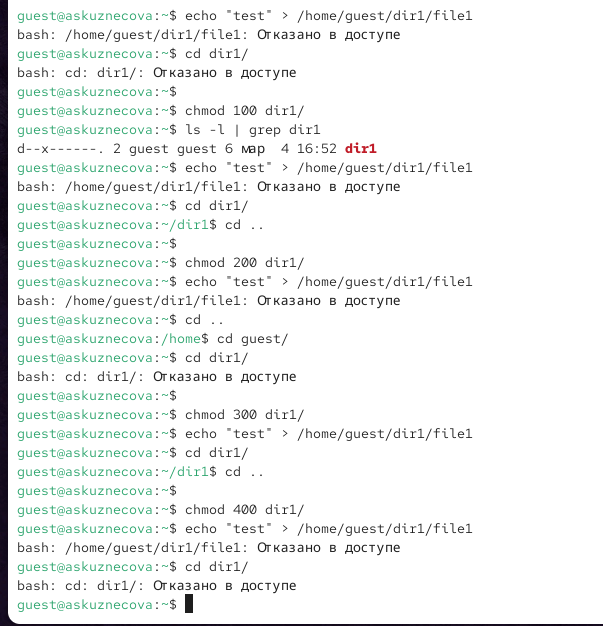 guest@askuznecova:~$ echo "test" > /home/guest/dir1/file1
bash: /home/guest/dir1/file1: Отказано в доступе
guest@askuznecova:~$ cd dir1/
bash: cd: dir1/: Отказано в доступе
guest@askuznecova:~$
guest@askuznecova:~$ chmod 100 dir1/
guest@askuznecova:~$ ls -l | grep dir1
d--x------. 2 guest guest 6 мар  4 16:52 dir1
guest@askuznecova:~$ echo "test" > /home/guest/dir1/file1
bash: /home/guest/dir1/file1: Отказано в доступе
guest@askuznecova:~$ cd dir1/
guest@askuznecova:~/dir1$ cd ..
guest@askuznecova:~$
guest@askuznecova:~$ chmod 200 dir1/
guest@askuznecova:~$ echo "test" > /home/guest/dir1/file1
bash: /home/guest/dir1/file1: Отказано в доступе
guest@askuznecova:~$ cd ..
guest@askuznecova:/home$ cd guest/
guest@askuznecova:~$ cd dir1/
bash: cd: dir1/: Отказано в доступе
guest@askuznecova:~$
guest@askuznecova:~$ chmod 300 dir1/
guest@askuznecova:~$ echo "test" > /home/guest/dir1/file1
guest@askuznecova:~$ cd dir1/
guest@askuznecova:~/dir1$ cd ..
guest@askuznecova:~$
guest@askuznecova:~$ chmod 400 dir1/
guest@askuznecova:~$ echo "test" > /home/guest/dir1/file1
bash: /home/guest/dir1/file1: Отказано в доступе
guest@askuznecova:~$ cd dir1/
bash: cd: dir1/: Отказано в доступе
guest@askuznecova:~$